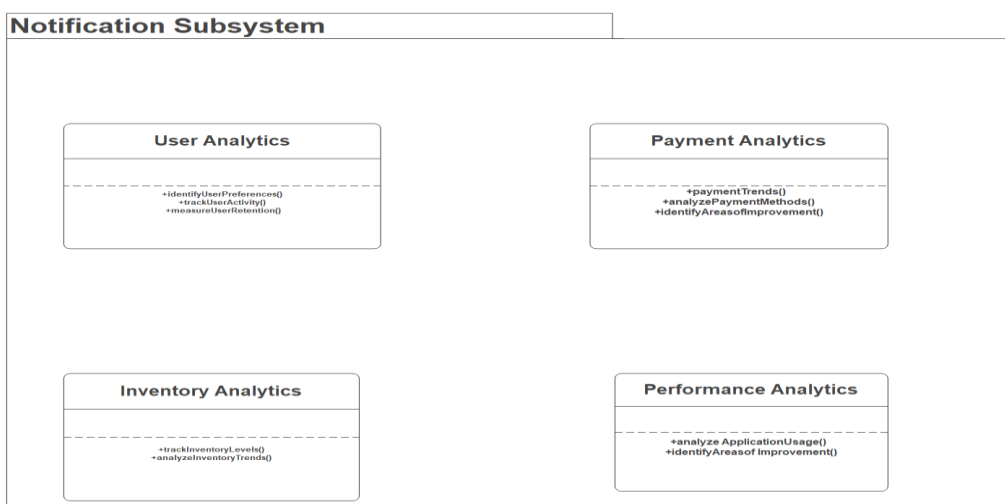 Notification Subsystem
User Analytics
+identifyUserPreferences()
+trackUserActivity()
+measureUserRetention()
Payment Analytics
+paymentTrends()
+analyzePaymentMethods()
+identifyAreasofImprovement()
Inventory Analytics
+trackInventoryLevels()
+analyzeInventoryTrends()
Performance Analytics
+analyze ApplicationUsage()
+identifyAreasof Improvement()